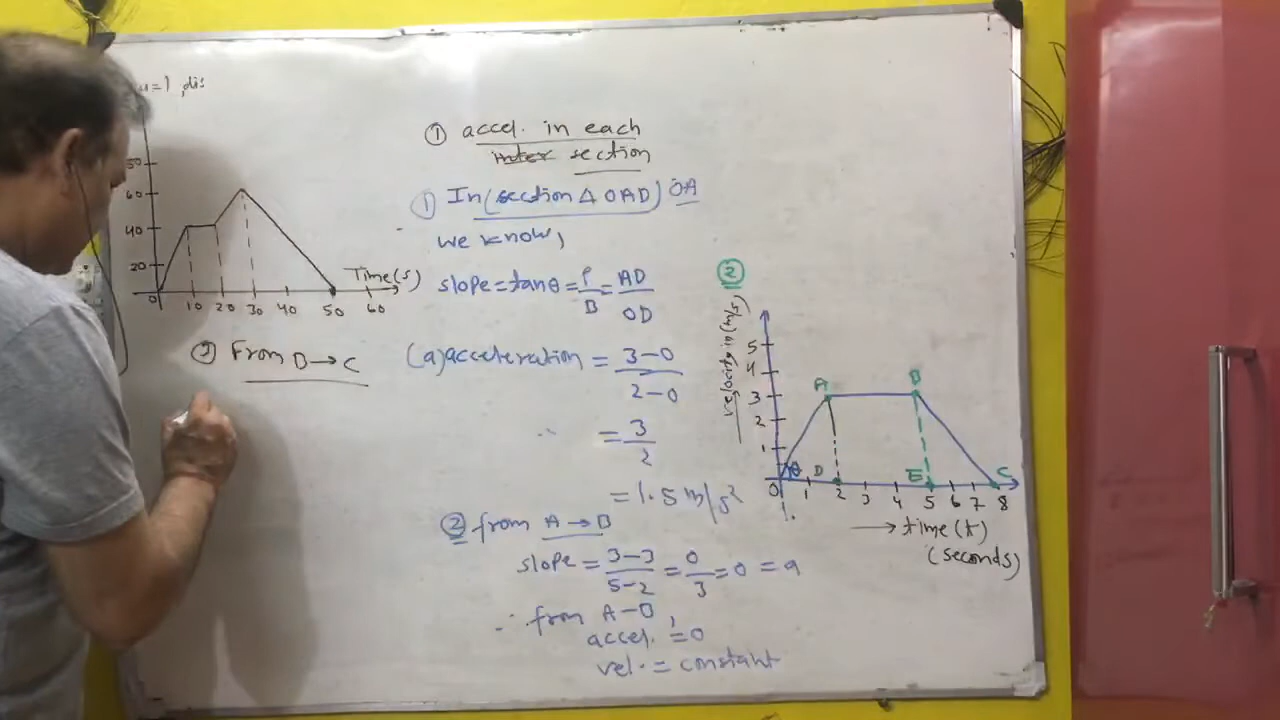 u=1, dis
60
40
20
0
10 20 30 40 50 60
Time(s)
③ From B→C
① accel. in each
section
① In (section Δ OAD) OA
we know,
slope = tanθ = P/B = AD/OD
(a) acceleration = 3-0/2-0
∴ = 3/2
= 1.5 m/s²
② from A→B
slope = 3-3/5-2 = 0/3 = 0 = a
∴ from A-B,
accel. = 0
vel. = constant
②
velocity in (m/s)
5
4
3
2
1
A B
θ D E C
0 1 2 3 4 5 6 7 8
→ time (t)
(seconds)